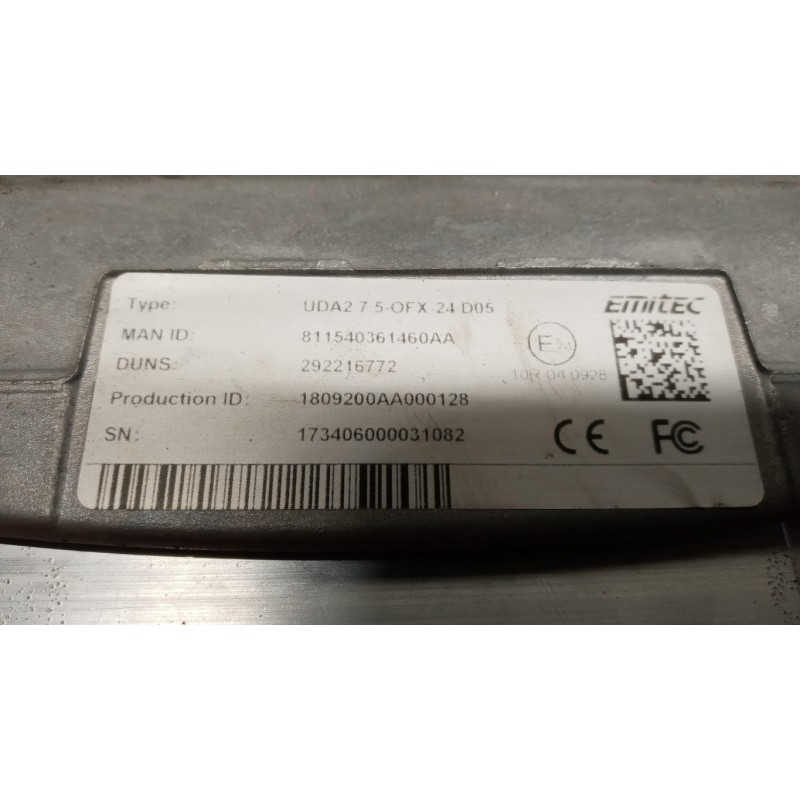 Type: UDA2 7.5-OFX-24 D05
EMITEC
MAN ID: 811540361460AA
DUNS: 292216772
10R 04 0928
Production ID: 1809200AA000128
SN: 173406000031082
CE FC